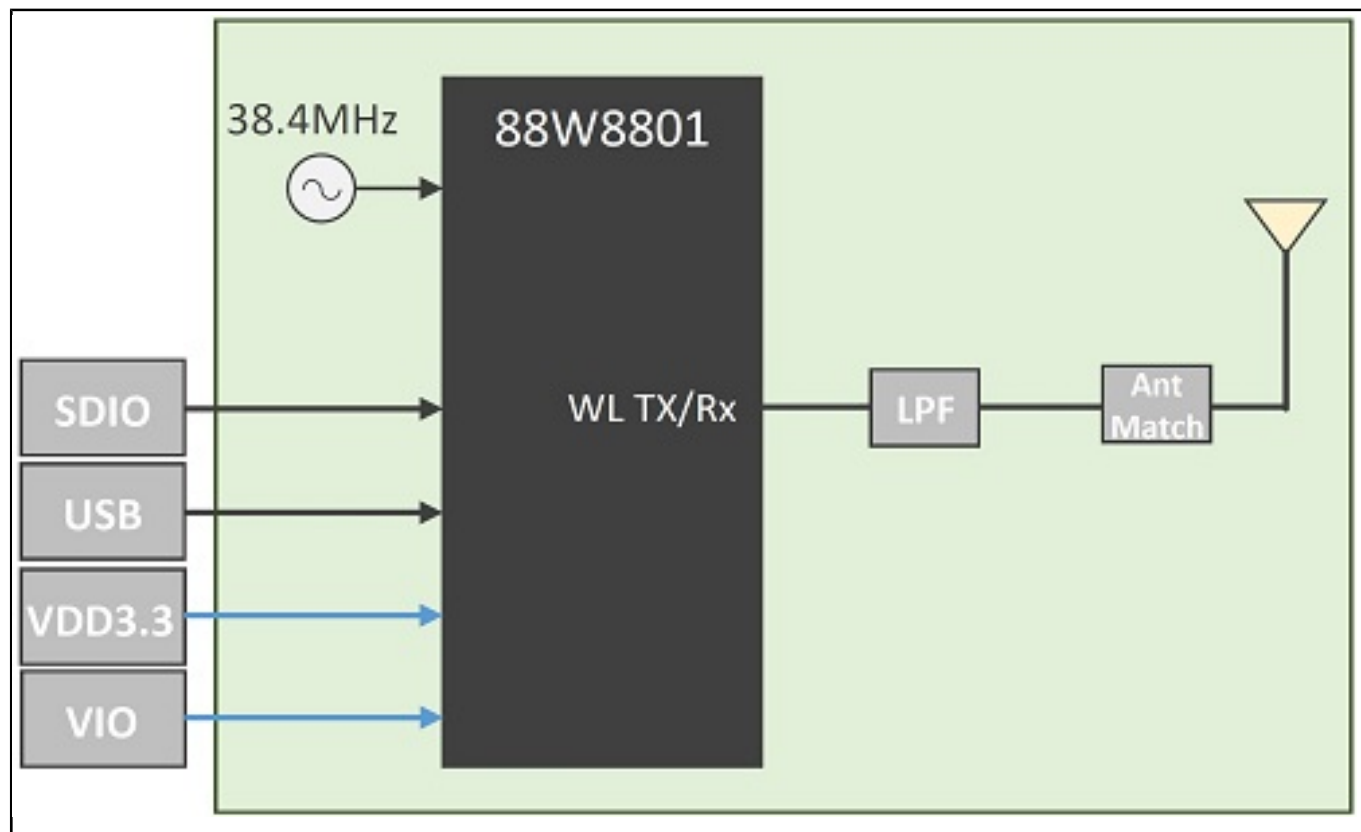 38.4MHz
88W8801
SDIO
WL TX/Rx
LPF
Ant
Match
USB
VDD3.3
VIO